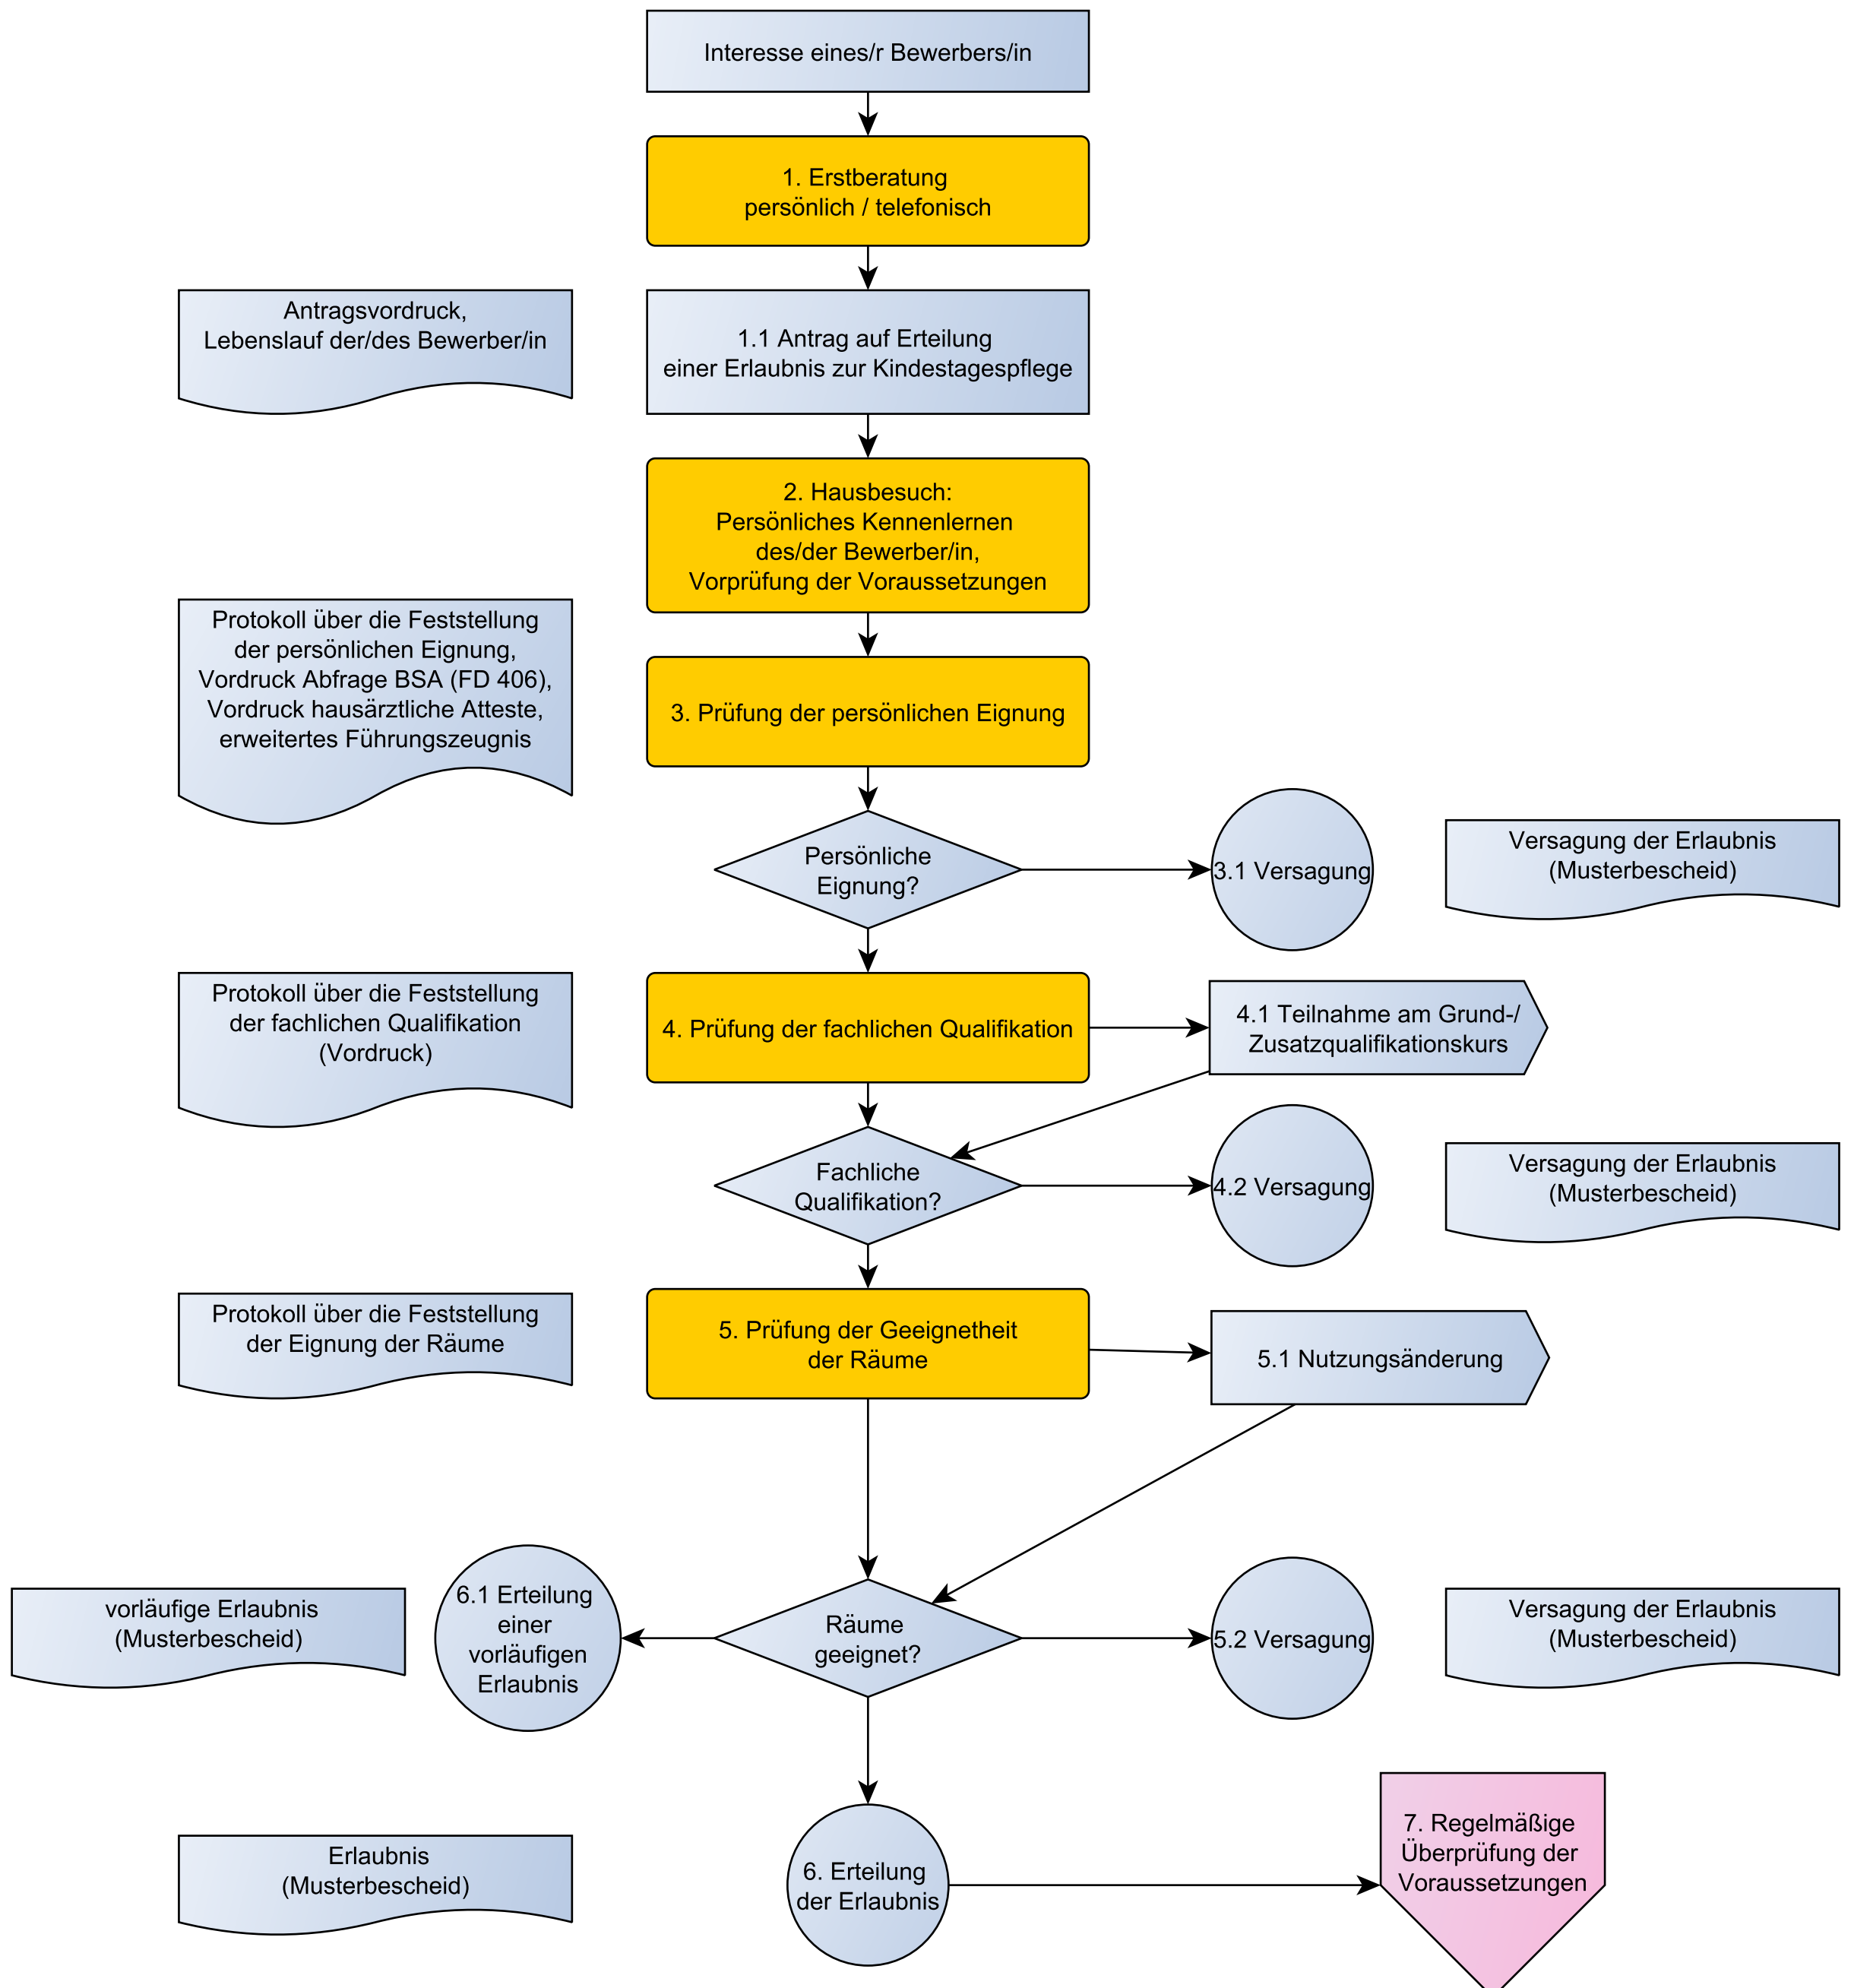 Interesse eines/r Bewerbers/in
1. Erstberatung
persönlich / telefonisch
Antragsvordruck,
Lebenslauf der/des Bewerber/in
1.1 Antrag auf Erteilung
einer Erlaubnis zur Kindestagespflege
2. Hausbesuch:
Persönliches Kennenlernen
des/der Bewerber/in,
Vorprüfung der Voraussetzungen
Protokoll über die Feststellung
der persönlichen Eignung,
Vordruck Abfrage BSA (FD 406),
Vordruck hausärztliche Atteste,
erweitertes Führungszeugnis
3. Prüfung der persönlichen Eignung
Persönliche
Eignung?
3.1 Versagung
Versagung der Erlaubnis
(Musterbescheid)
Protokoll über die Feststellung
der fachlichen Qualifikation
(Vordruck)
4. Prüfung der fachlichen Qualifikation
4.1 Teilnahme am Grund-/
Zusatzqualifikationskurs
Fachliche
Qualifikation?
4.2 Versagung
Versagung der Erlaubnis
(Musterbescheid)
Protokoll über die Feststellung
der Eignung der Räume
5. Prüfung der Geeignetheit
der Räume
5.1 Nutzungsänderung
vorläufige Erlaubnis
(Musterbescheid)
6.1 Erteilung
einer
vorläufigen
Erlaubnis
Räume
geeignet?
5.2 Versagung
Versagung der Erlaubnis
(Musterbescheid)
Erlaubnis
(Musterbescheid)
6. Erteilung
der Erlaubnis
7. Regelmäßige
Überprüfung der
Voraussetzungen